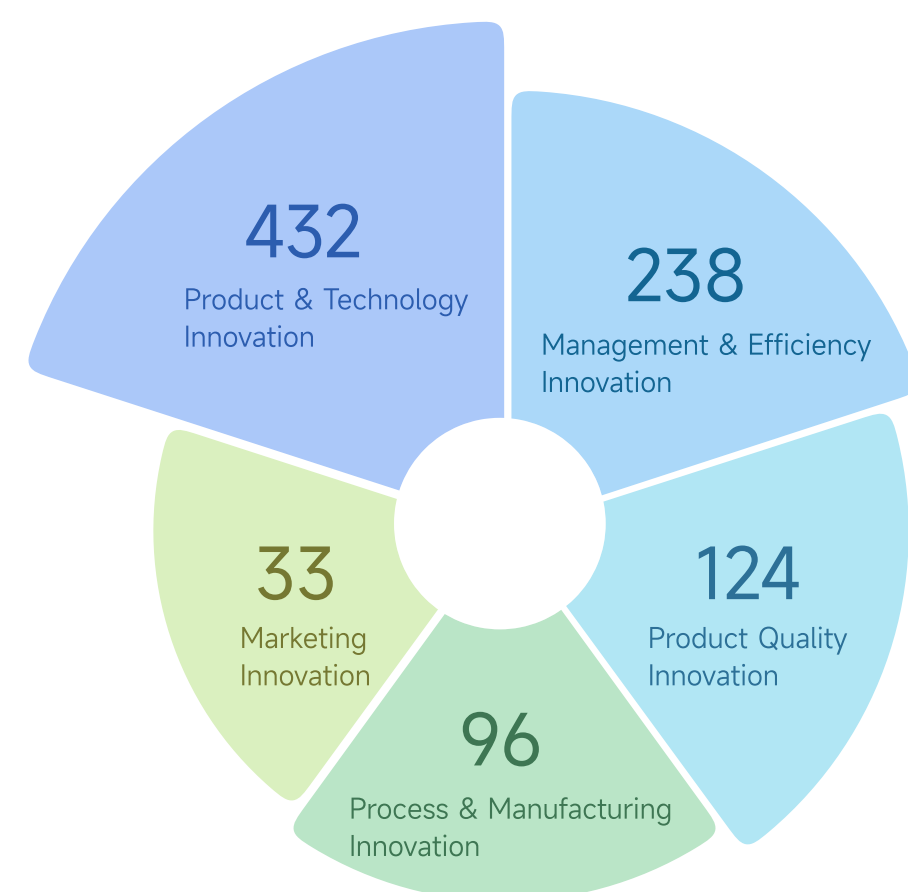 432
Product & Technology
Innovation
238
Management & Efficiency
Innovation
33
Marketing
Innovation
124
Product Quality
Innovation
96
Process & Manufacturing
Innovation